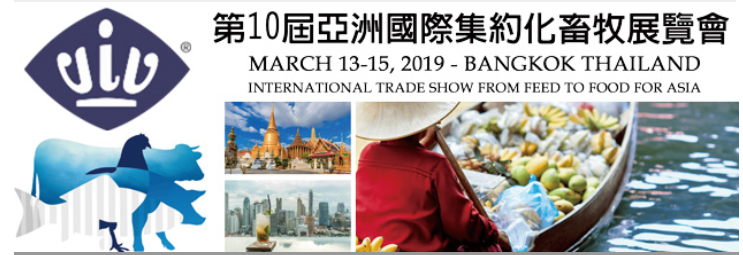 viv
®
第10屆亞洲國際集約化畜牧展覽會
MARCH 13-15, 2019 - BANGKOK THAILAND
INTERNATIONAL TRADE SHOW FROM FEED TO FOOD FOR ASIA